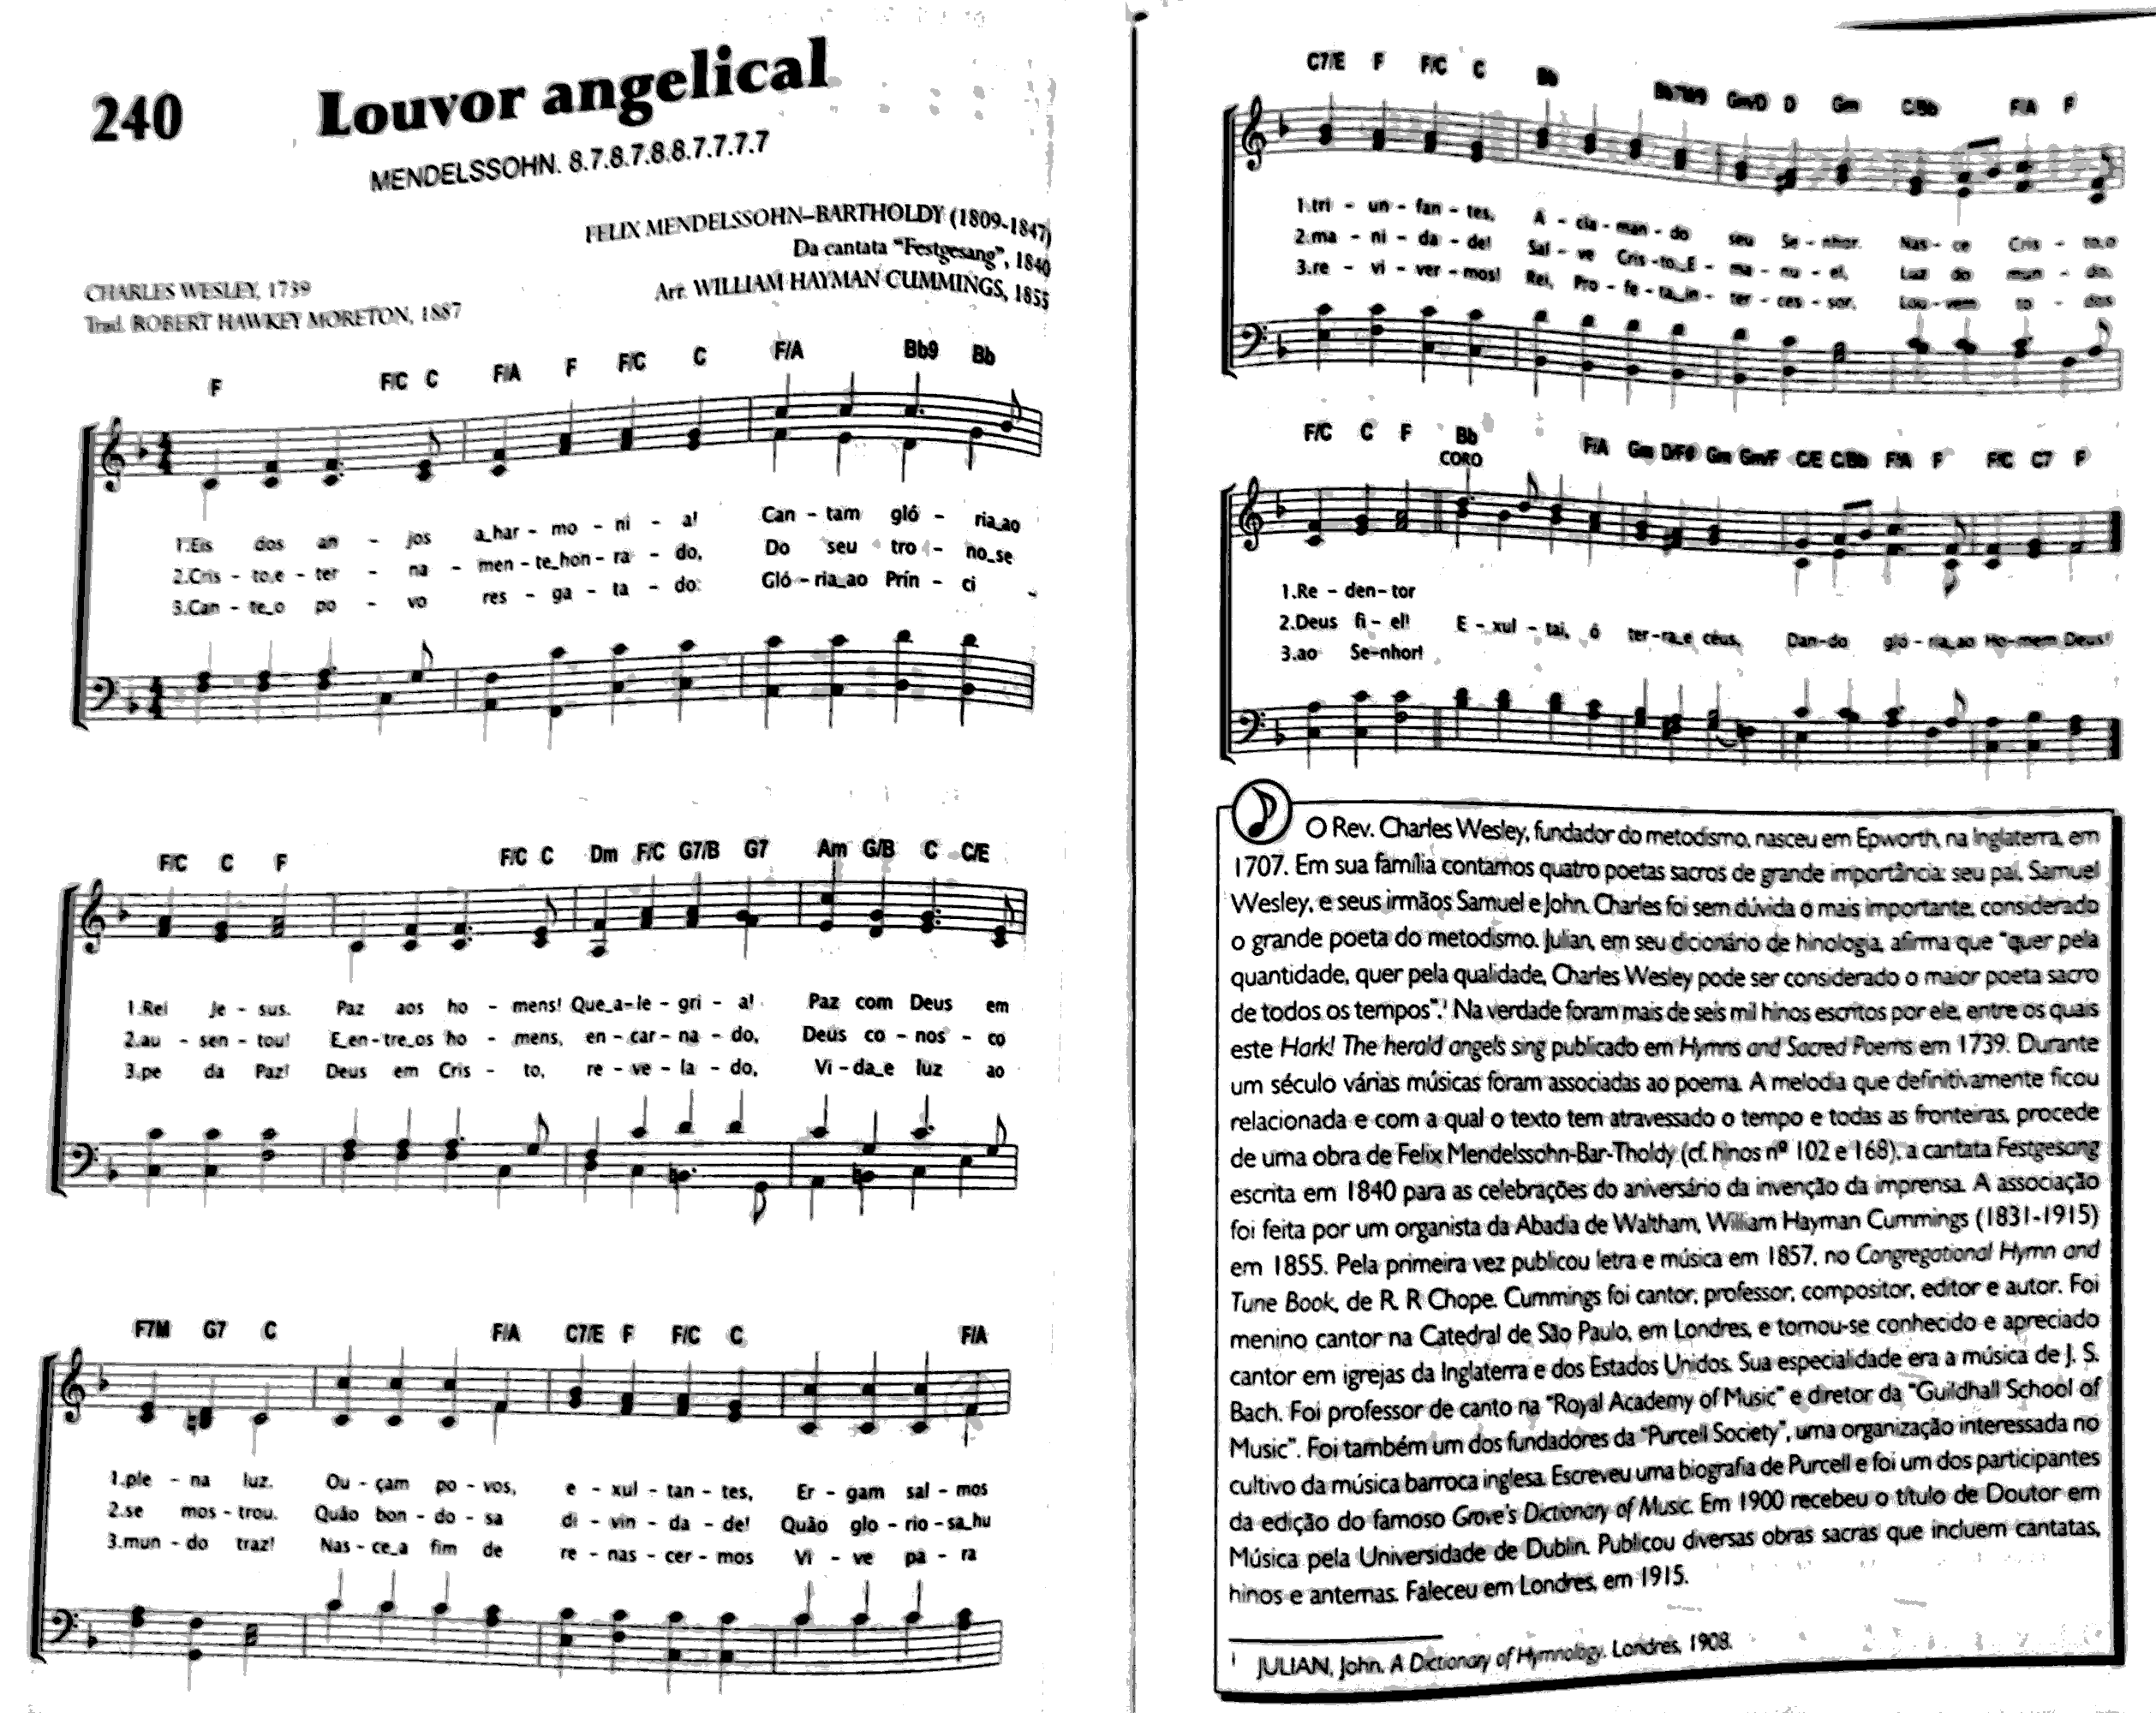 240
Louvor angelical
MENDELSSOHN. 8.7.8.7.8.8.7.7.7.7
FELIX MENDELSSOHN–BARTHOLDY (1809-1847)
Da cantata "Festgesang", 1840
Arr. WILLIAM HAYMAN CUMMINGS, 1855
CHARLES WESLEY, 1739
Trad. ROBERT HAWKEY MORETON, 1887
F F/C C F/A F F/C C F/A Bb9 Bb
1.Eis dos an - jos a_har - mo - ni - a! Can - tam gló - ria_ao
2.Cris - to_e - ter - na - men - te_hon - ra - do, Do seu tro - no_se
3.Can - te_o po - vo res - ga - ta - do: Gló - ria_ao Prín - ci -
F/C C F F/C C Dm F/C G7/B G7 Am G/B C C/E
1.Rei Je - sus. Paz aos ho - mens! Que_a - le - gri - a! Paz com Deus em
2.au - sen - tou! E_en - tre_os ho - mens, en - car - na - do, Deus co - nos - co
3.pe da Paz! Deus em Cris - to, re - ve - la - do, Vi - da_e luz ao
F7M G7 C F/A C7/E F F/C C F/A
1.ple - na luz. Ou - çam po - vos, e - xul - tan - tes, Er - gam sal - mos
2.se mos - trou. Quão bon - do - sa di - vin - da - de! Quão glo - rio - sa_hu
3.mun - do traz! Nas - ce_a fim de re - nas - cer - mos Vi - ve pa - ra
C7/E F F/C C Bb Gm/D D Gm C/Bb F/A F
1.tri - un - fan - tes, A - cla - man - do seu Se - nhor. Nas - ce Cris - to,o
2.ma - ni - da - de! Sal - ve Cris - to_E - ma - nu - el, Luz do mun - do,
3.re - vi - ver - mos! Rei, Pro - fe - ta_in - ter - ces - sor, Lou - vem to - dos
F/C C F Bb F/A Gm D/F# Gm Gm/F C/E C/Bb F/A F F/C C7 F
CORO
1.Re - den - tor
2.Deus fi - el! E - xul - tai, ó ter - ra_e céus, Dan - do gló - ria_ao Ho - mem Deus!
3.ao Se - nhor!
O Rev. Charles Wesley, fundador do metodismo, nasceu em Epworth, na Inglaterra, em
1707. Em sua família contamos quatro poetas sacros de grande importância: seu pai, Samuel
Wesley, e seus irmãos Samuel e John. Charles foi sem dúvida o mais importante, considerado
o grande poeta do metodismo. Julian, em seu dicionário de hinologia, afirma que "quer pela
quantidade, quer pela qualidade, Charles Wesley pode ser considerado o maior poeta sacro
de todos os tempos".¹ Na verdade foram mais de seis mil hinos escritos por ele, entre os quais
este Hark! The herald angels sing publicado em Hymns and Sacred Poems em 1739. Durante
um século várias músicas foram associadas ao poema. A melodia que definitivamente ficou
relacionada e com a qual o texto tem atravessado o tempo e todas as fronteiras, procede
de uma obra de Felix Mendelssohn-Bar-Tholdy (cf. hinos nº 102 e 168), a cantata Festgesang
escrita em 1840 para as celebrações do aniversário da invenção da imprensa. A associação
foi feita por um organista da Abadia de Waltham, William Hayman Cummings (1831-1915)
em 1855. Pela primeira vez publicou letra e música em 1857, no Congregational Hymn and
Tune Book, de R. R Chope. Cummings foi cantor, professor, compositor, editor e autor. Foi
menino cantor na Catedral de São Paulo, em Londres, e tornou-se conhecido e apreciado
cantor em igrejas da Inglaterra e dos Estados Unidos. Sua especialidade era a música de J. S.
Bach. Foi professor de canto na "Royal Academy of Music" e diretor da "Guildhall School of
Music". Foi também um dos fundadores da "Purcell Society", uma organização interessada no
cultivo da música barroca inglesa. Escreveu uma biografia de Purcell e foi um dos participantes
da edição do famoso Grove's Dictionary of Music. Em 1900 recebeu o título de Doutor em
Música pela Universidade de Dublin. Publicou diversas obras sacras que incluem cantatas,
hinos e antemas. Faleceu em Londres, em 1915.
¹ JULIAN, John. A Dictionary of Hymnology. Londres, 1908.